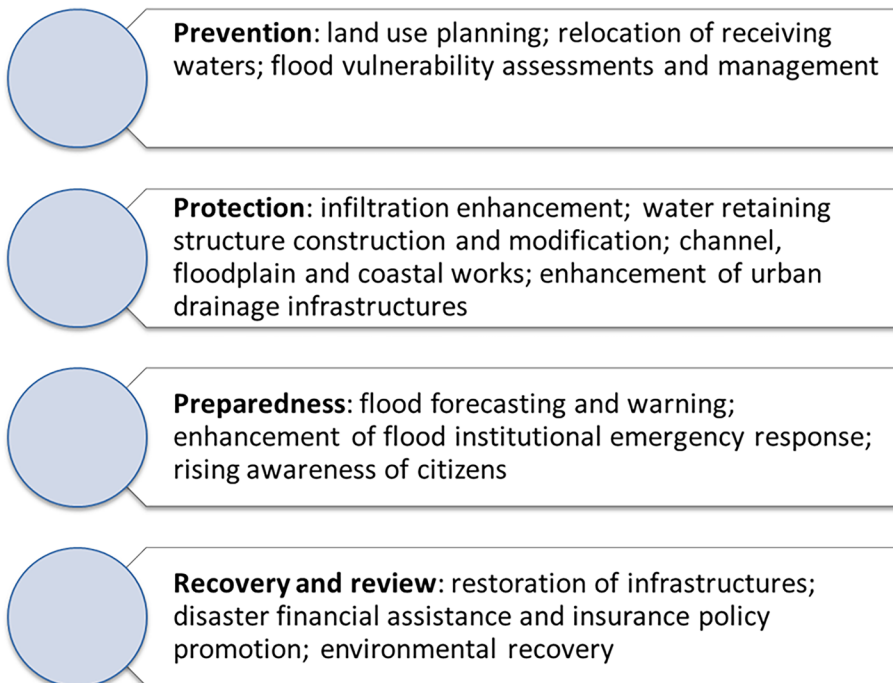 Prevention: land use planning; relocation of receiving
waters; flood vulnerability assessments and management
Protection: infiltration enhancement; water retaining
structure construction and modification; channel,
floodplain and coastal works; enhancement of urban
drainage infrastructures
Preparedness: flood forecasting and warning;
enhancement of flood institutional emergency response;
rising awareness of citizens
Recovery and review: restoration of infrastructures;
disaster financial assistance and insurance policy
promotion; environmental recovery